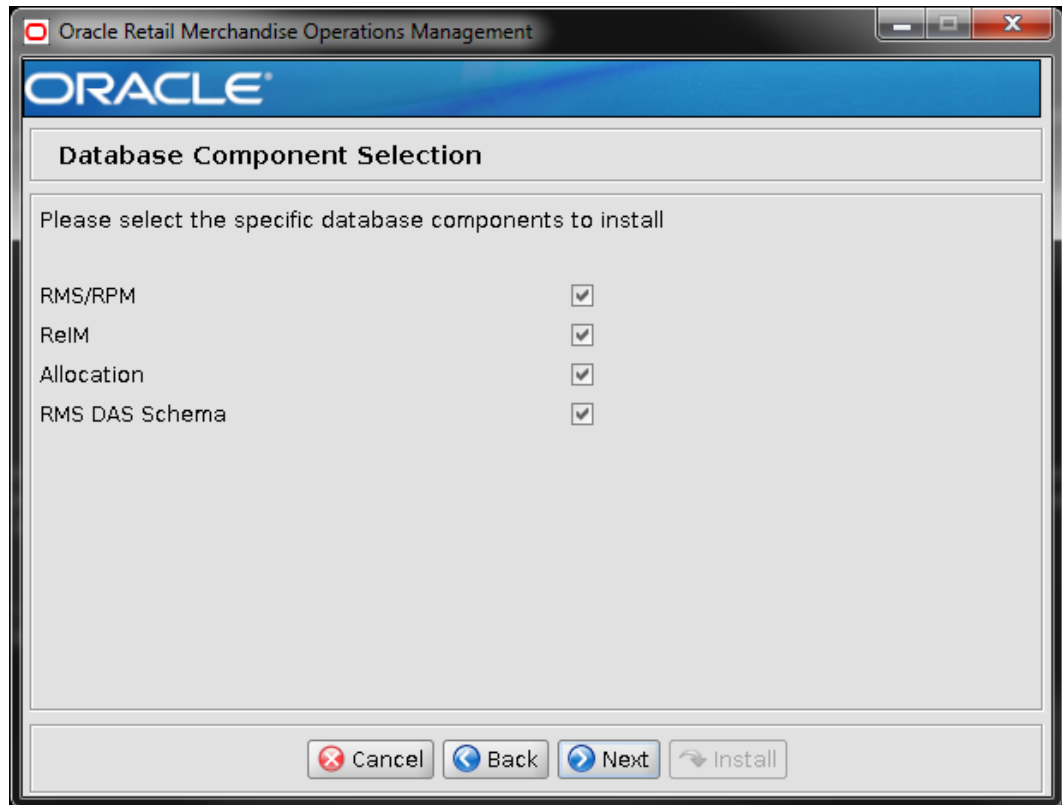 Oracle Retail Merchandise Operations Management
ORACLE®
Database Component Selection
Please select the specific database components to install
RMS/RPM
ReIM
Allocation
RMS DAS Schema
Cancel Back Next Install